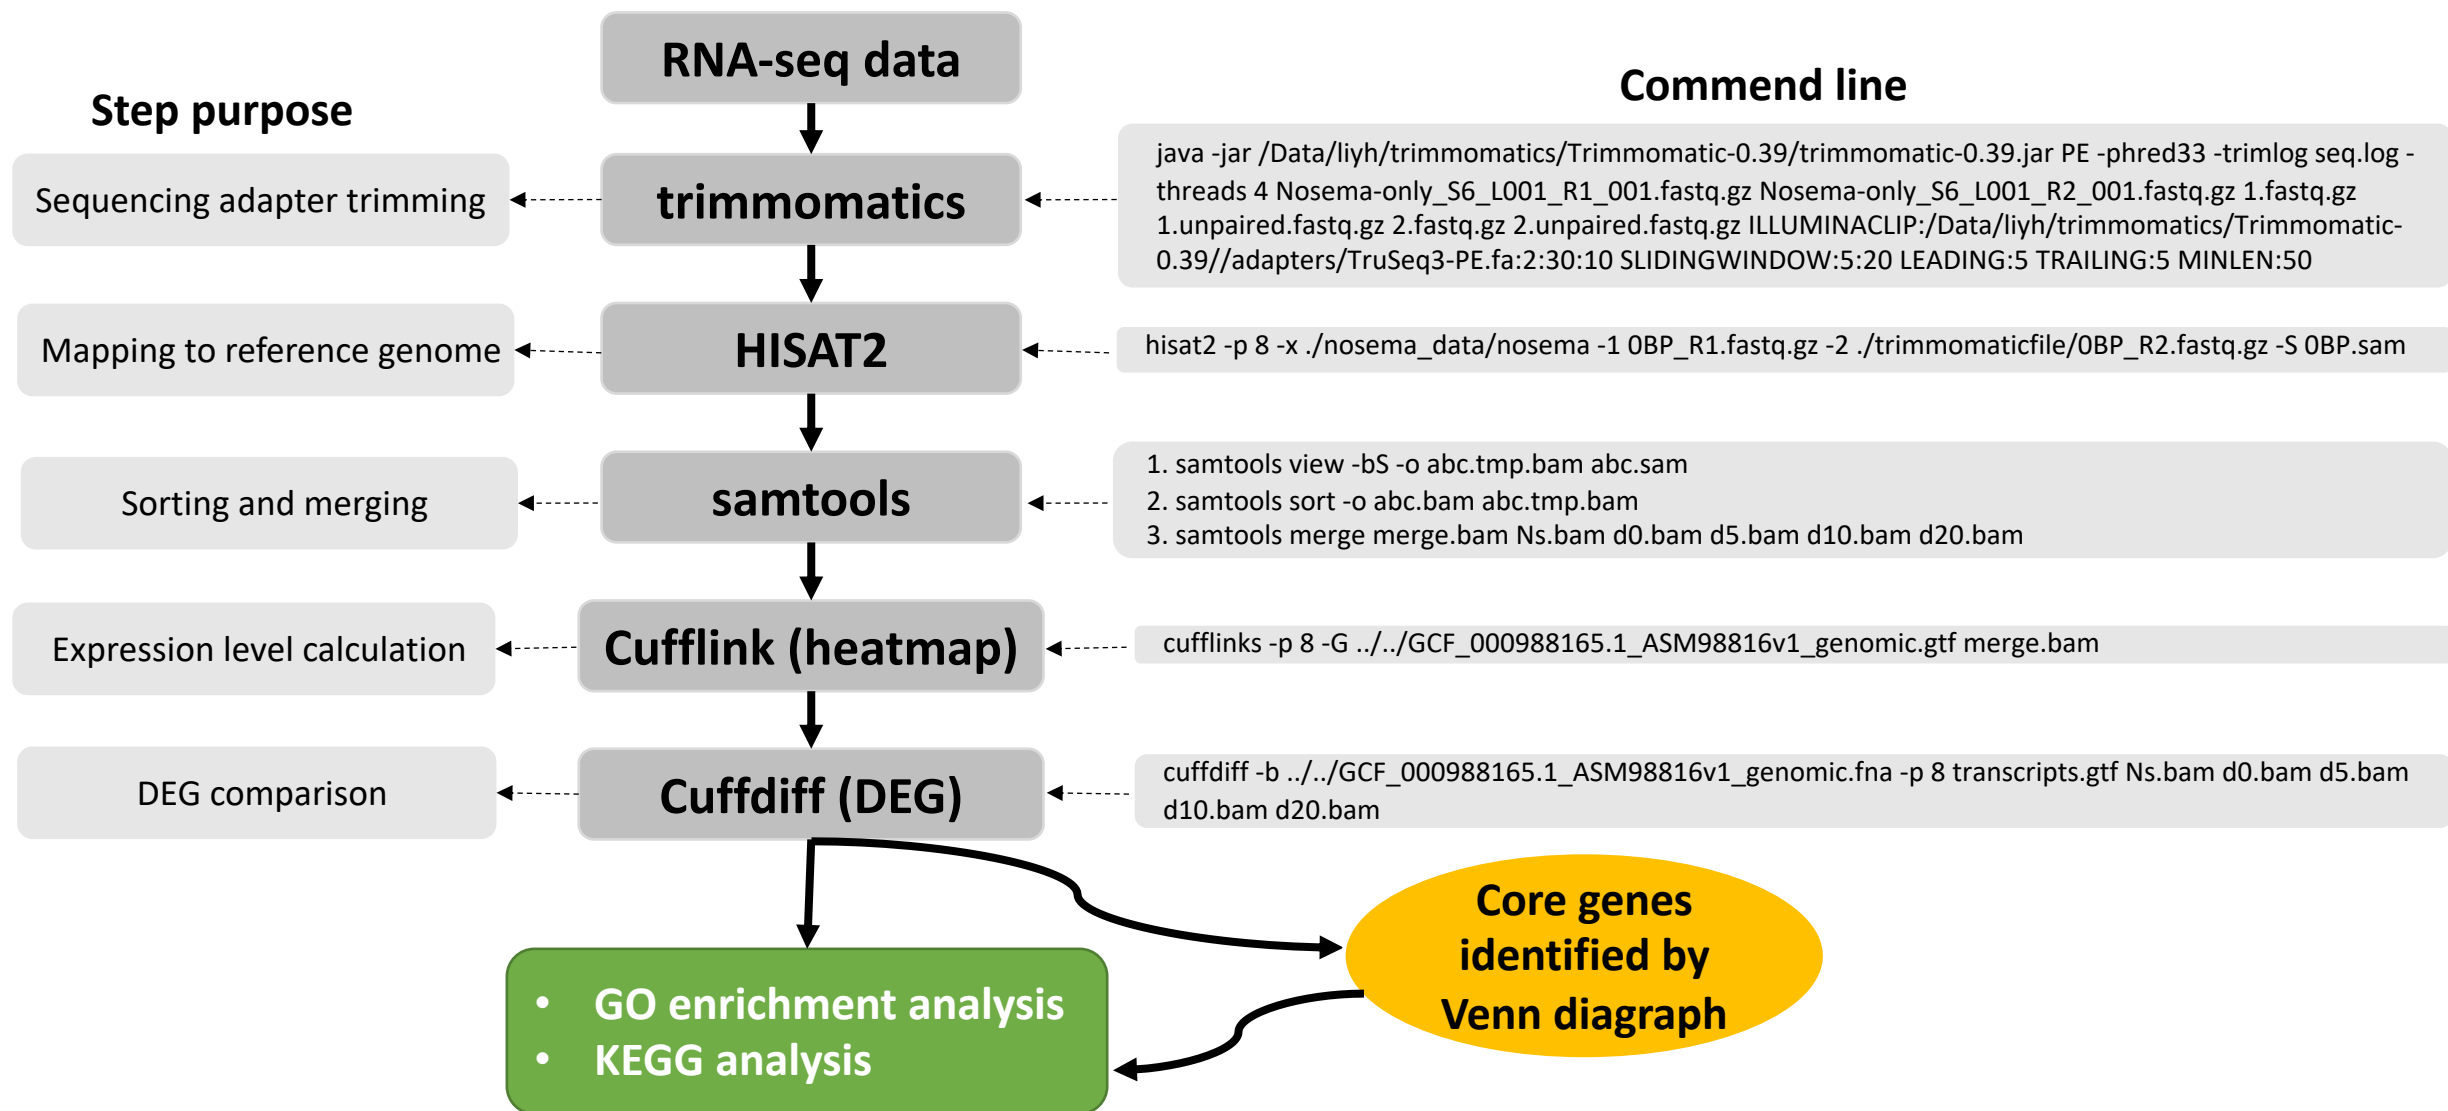 RNA-seq data
Step purpose
Commend line
Sequencing adapter trimming
trimmomatics
java -jar /Data/liyh/trimmomatics/Trimmomatic-0.39/trimmomatic-0.39.jar PE -phred33 -trimlog seq.log -
threads 4 Nosema-only_S6_L001_R1_001.fastq.gz Nosema-only_S6_L001_R2_001.fastq.gz 1.fastq.gz
1.unpaired.fastq.gz 2.fastq.gz 2.unpaired.fastq.gz ILLUMINACLIP:/Data/liyh/trimmomatics/Trimmomatic-
0.39//adapters/TruSeq3-PE.fa:2:30:10 SLIDINGWINDOW:5:20 LEADING:5 TRAILING:5 MINLEN:50
Mapping to reference genome
HISAT2
hisat2 -p 8 -x ./nosema_data/nosema -1 0BP_R1.fastq.gz -2 ./trimmomaticfile/0BP_R2.fastq.gz -S 0BP.sam
Sorting and merging
samtools
1. samtools view -bS -o abc.tmp.bam abc.sam
2. samtools sort -o abc.bam abc.tmp.bam
3. samtools merge merge.bam Ns.bam d0.bam d5.bam d10.bam d20.bam
Expression level calculation
Cufflink (heatmap)
cufflinks -p 8 -G ../../GCF_000988165.1_ASM98816v1_genomic.gtf merge.bam
DEG comparison
Cuffdiff (DEG)
cuffdiff -b ../../GCF_000988165.1_ASM98816v1_genomic.fna -p 8 transcripts.gtf Ns.bam d0.bam d5.bam
d10.bam d20.bam
Core genes
identified by
Venn diagraph
• GO enrichment analysis
• KEGG analysis